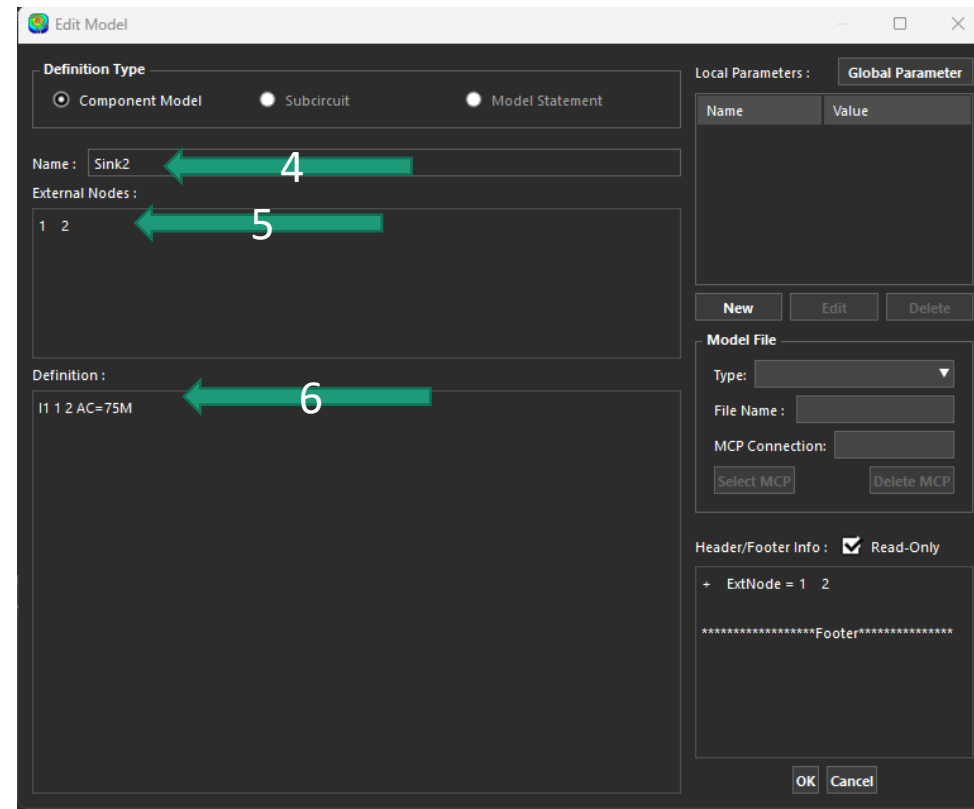 Edit Model
Definition Type
Component Model Subcircuit Model Statement
Name : Sink2
4
External Nodes :
1 2
5
Definition :
6
I1 1 2 AC=75M
Local Parameters : Global Parameter
Name Value
New Edit Delete
Model File
Type:
File Name :
MCP Connection:
Select MCP Delete MCP
Header/Footer Info : Read-Only
+ ExtNode = 1 2
******************Footer***************
OK Cancel